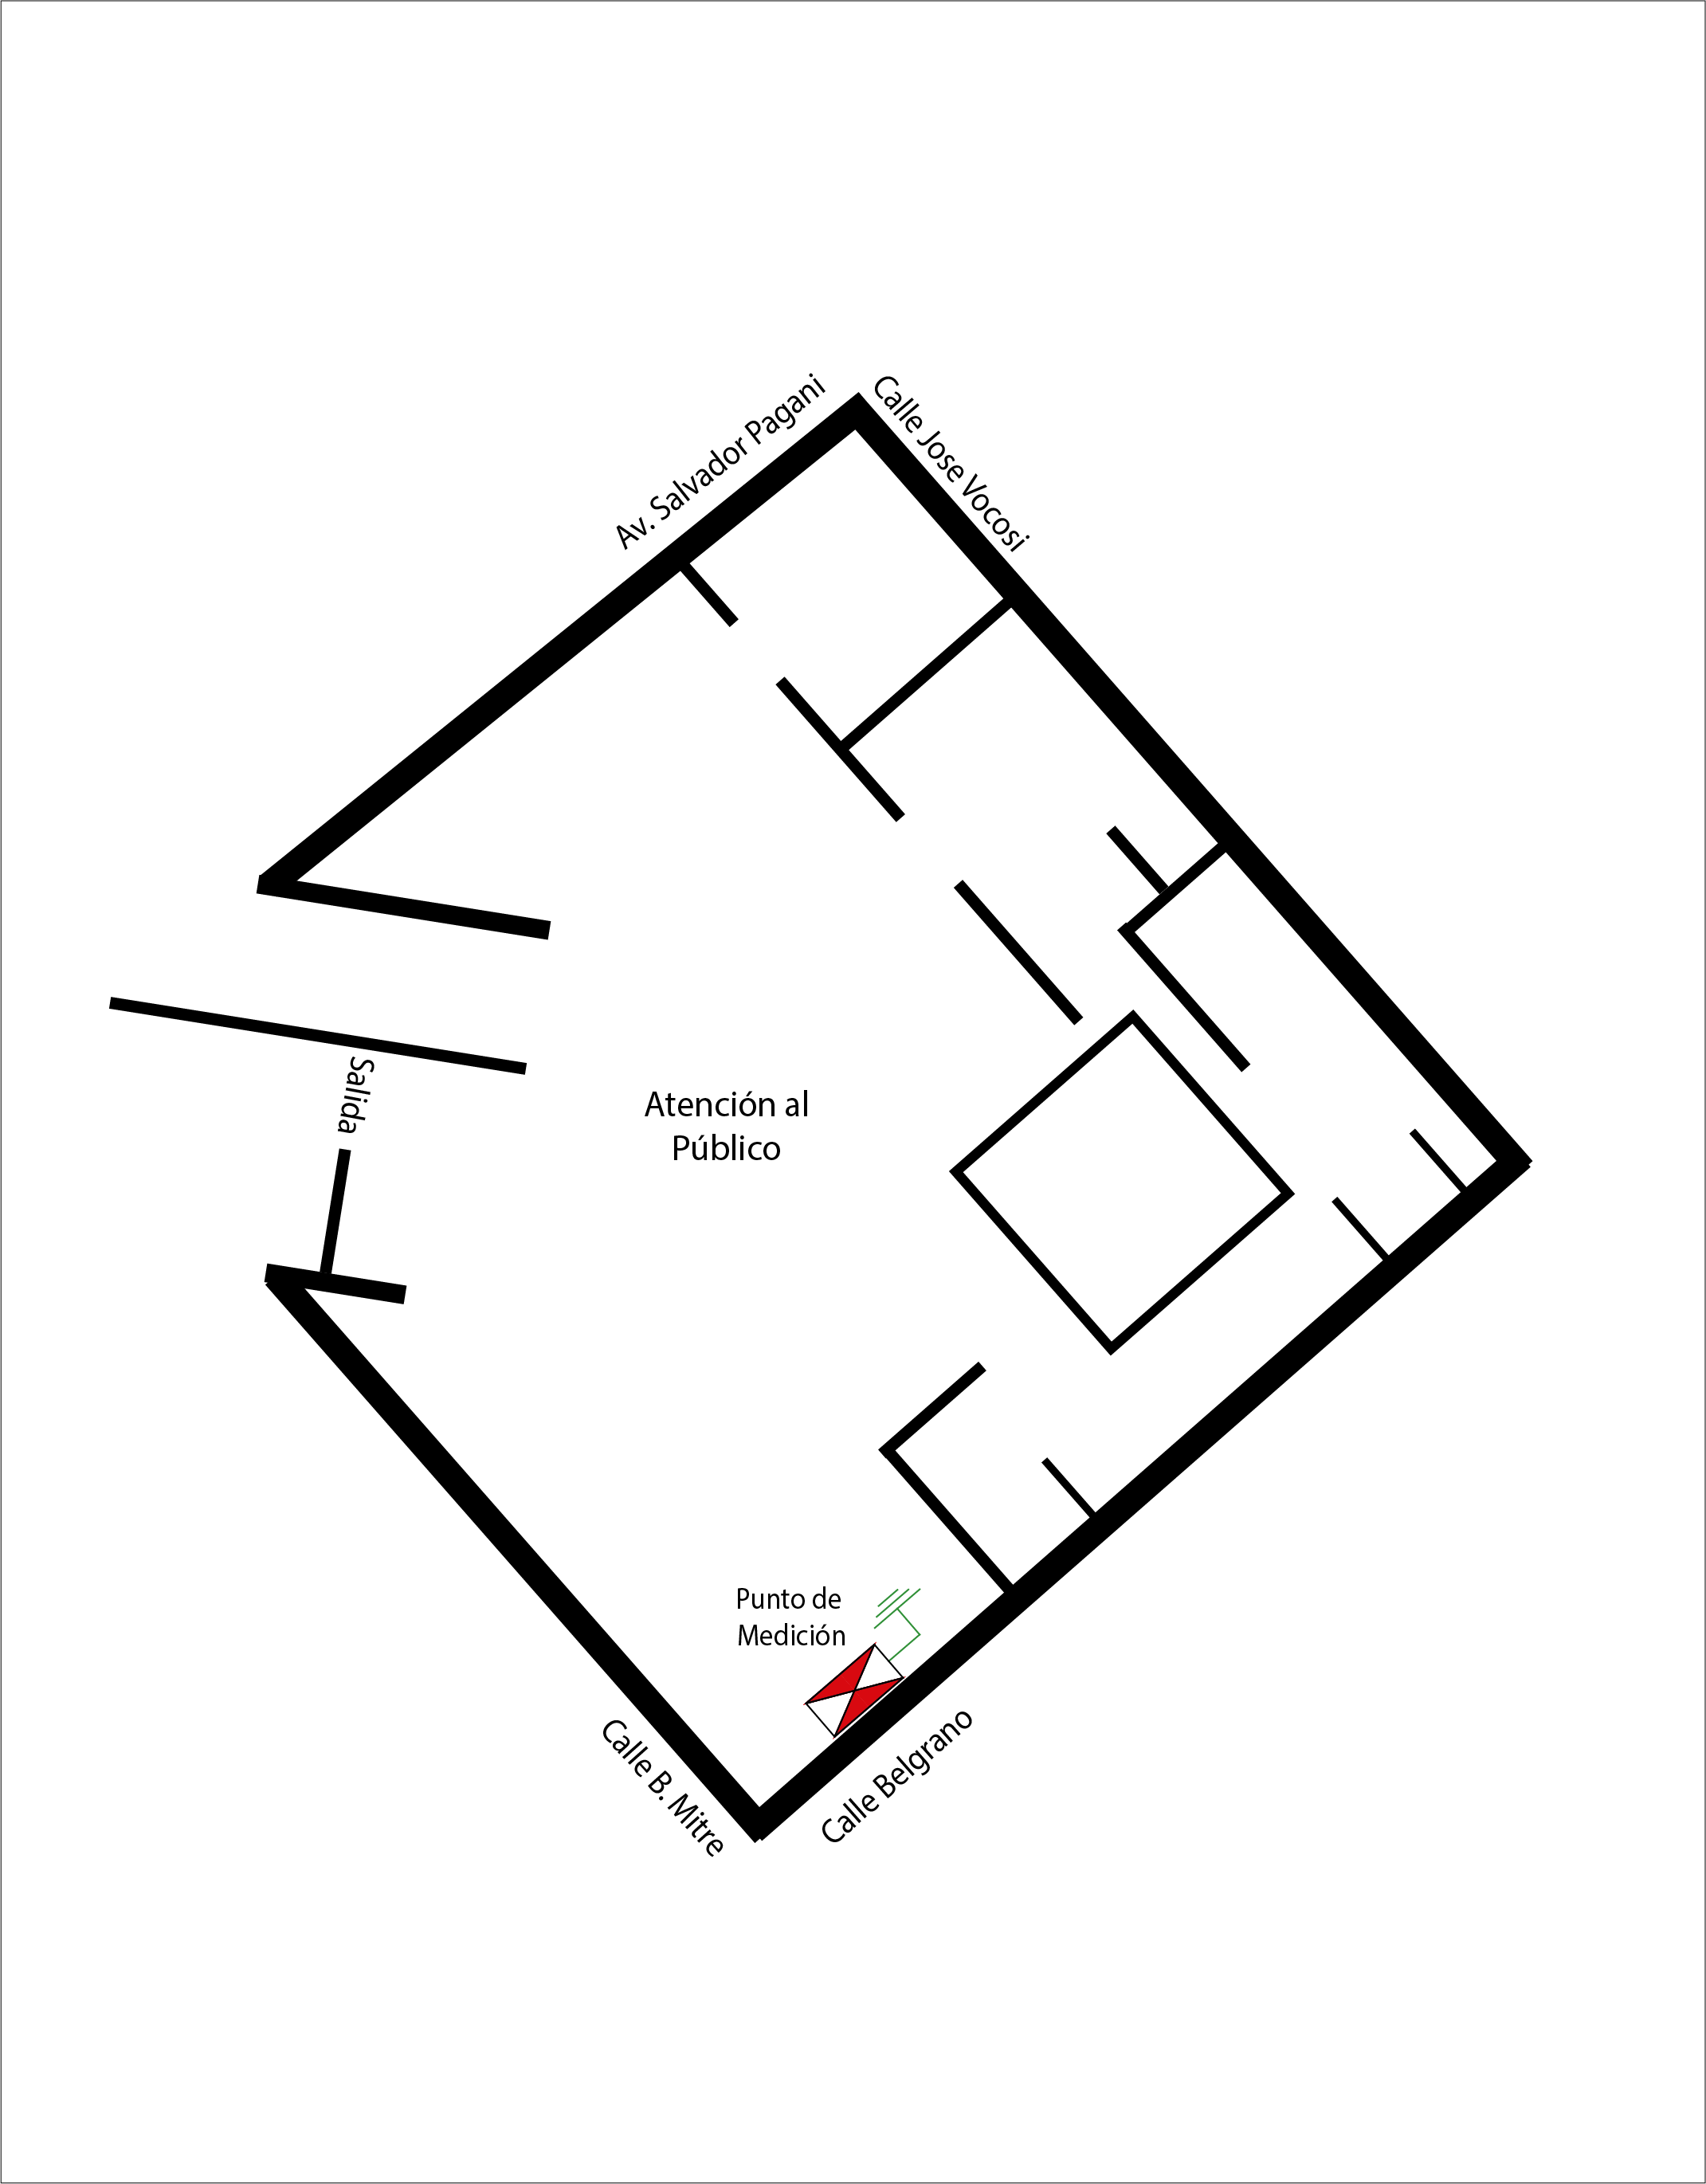 Av. Salvador Pagani
Calle Jose Vocosi
Salida
Atención al
Público
Punto de
Medición
Calle B. Mitre
Calle Belgrano